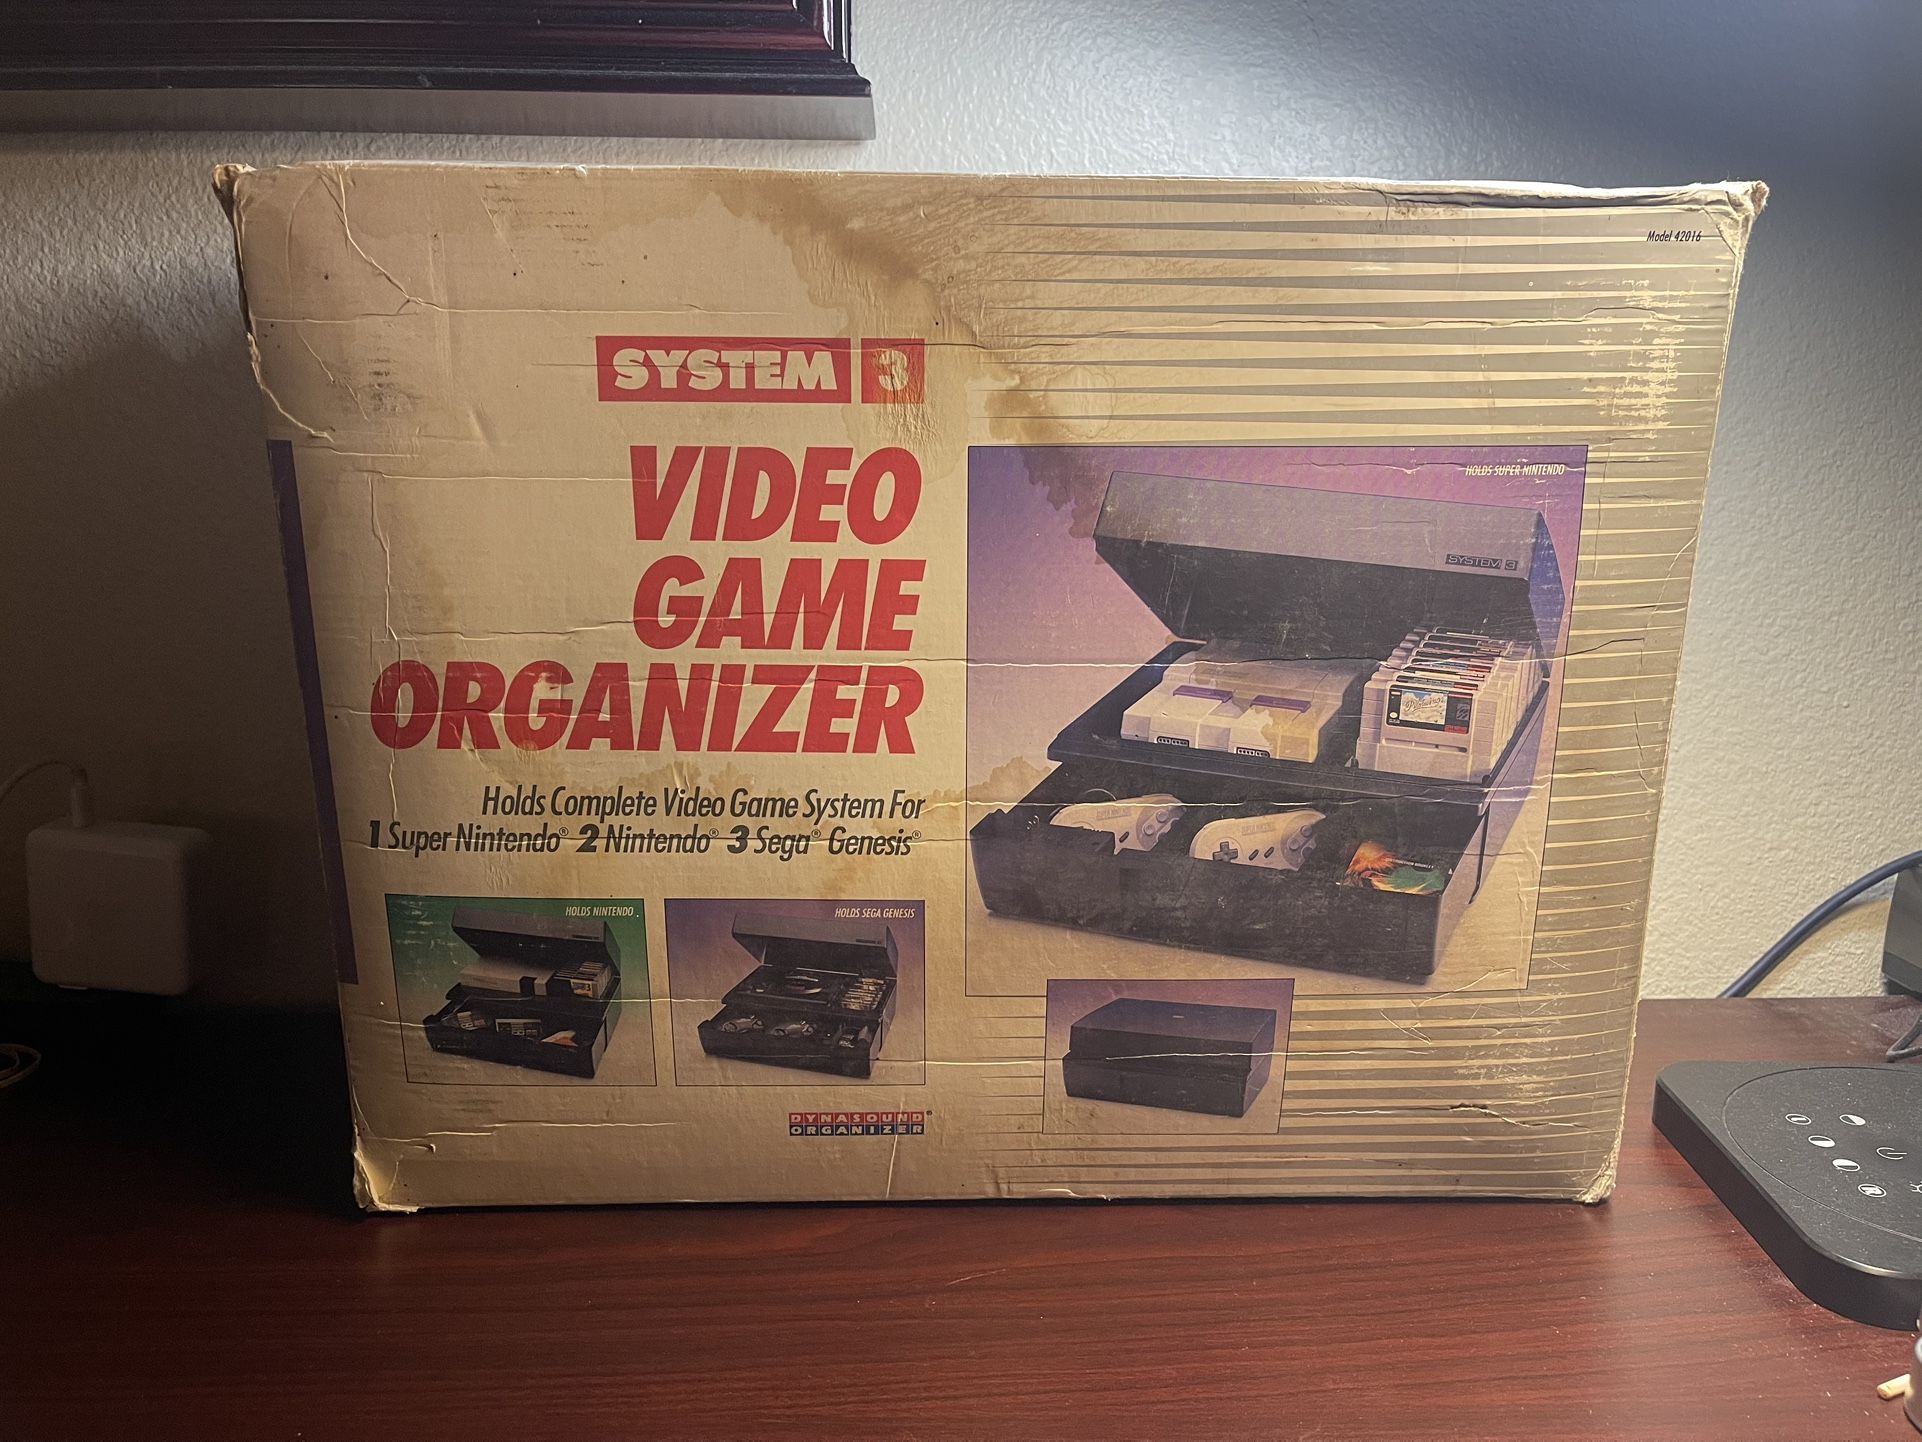 Model 42016
SYSTEM 3
VIDEO
GAME
ORGANIZER
Holds Complete Video Game System For
1 Super Nintendo® 2 Nintendo® 3 Sega® Genesis®
HOLDS SUPER NINTENDO
SYSTEM 3
Pilotwings
HOLDS NINTENDO
HOLDS SEGA GENESIS
DYNASOUND®
ORGANIZER